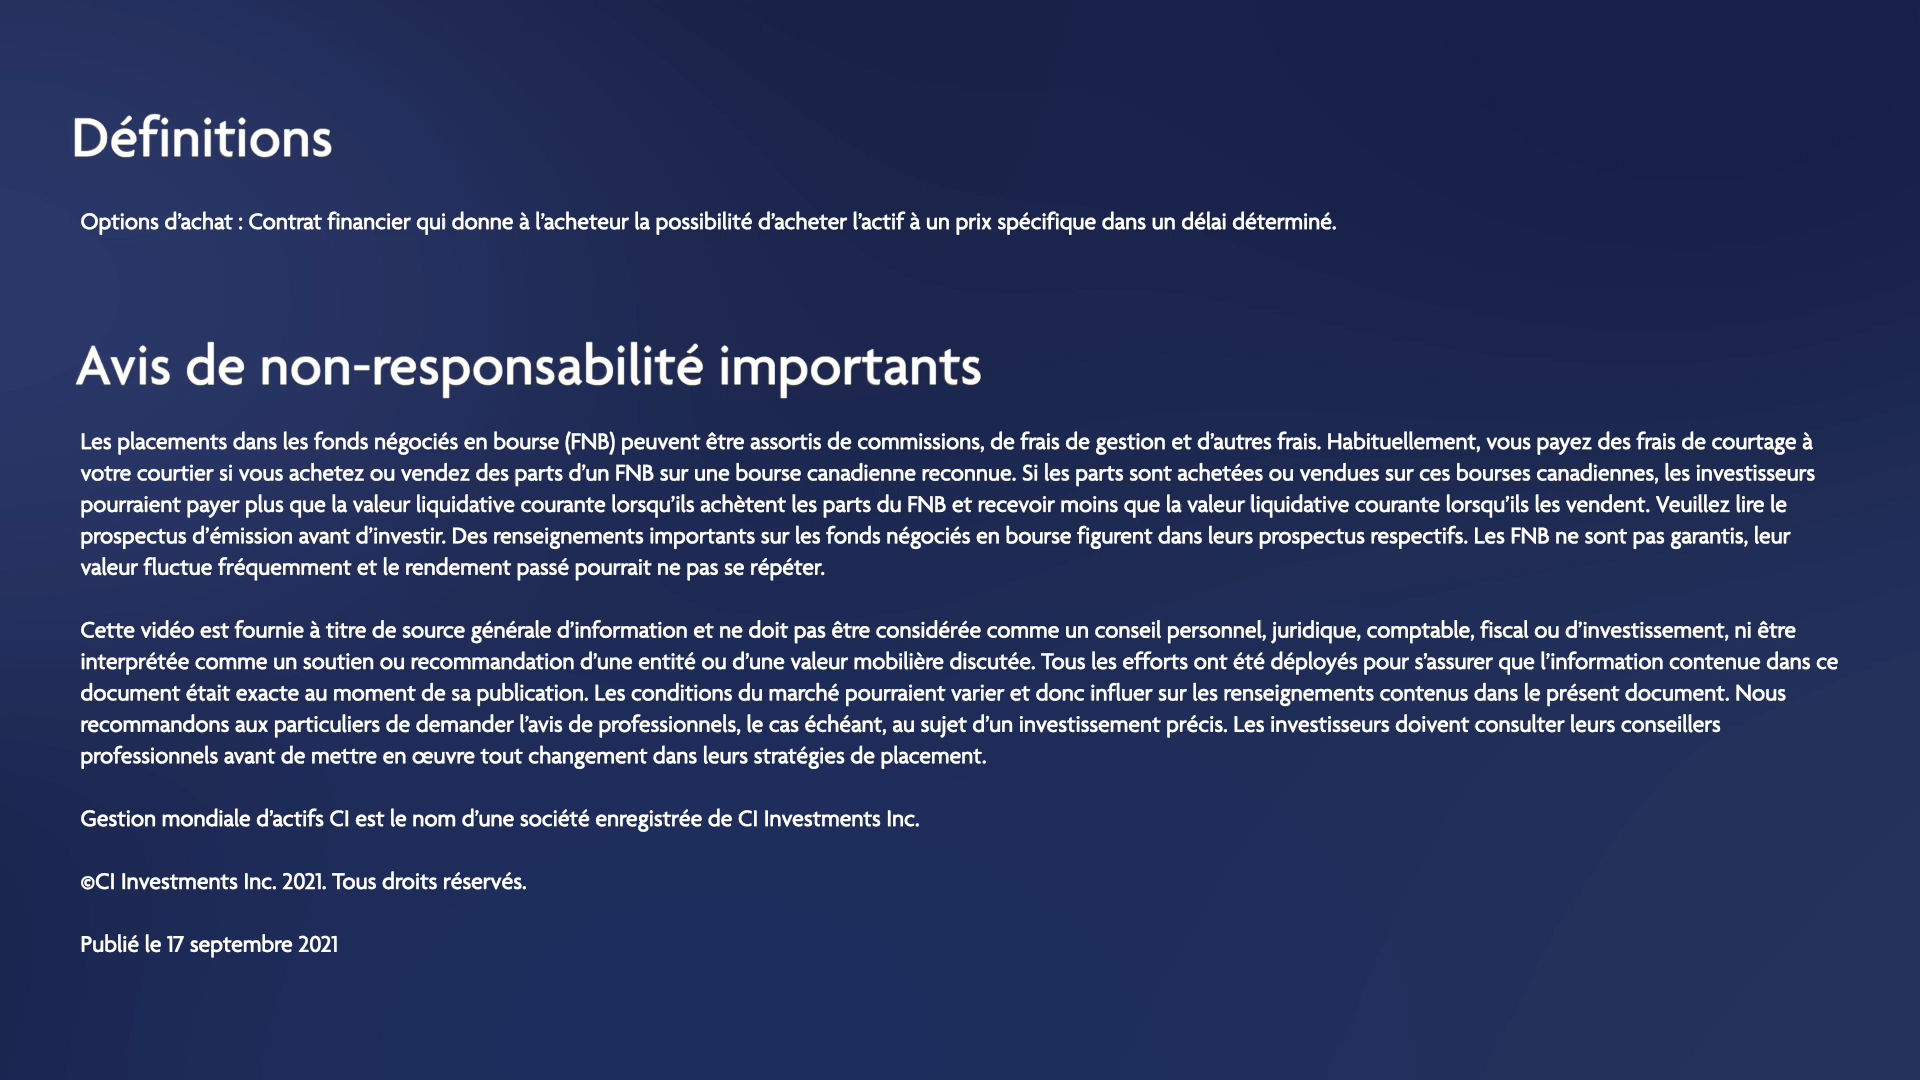 Définitions
Options d’achat : Contrat financier qui donne à l’acheteur la possibilité d’acheter l’actif à un prix spécifique dans un délai déterminé.
Avis de non-responsabilité importants
Les placements dans les fonds négociés en bourse (FNB) peuvent être assortis de commissions, de frais de gestion et d’autres frais. Habituellement, vous payez des frais de courtage à
votre courtier si vous achetez ou vendez des parts d’un FNB sur une bourse canadienne reconnue. Si les parts sont achetées ou vendues sur ces bourses canadiennes, les investisseurs
pourraient payer plus que la valeur liquidative courante lorsqu’ils achètent les parts du FNB et recevoir moins que la valeur liquidative courante lorsqu’ils les vendent. Veuillez lire le
prospectus d’émission avant d’investir. Des renseignements importants sur les fonds négociés en bourse figurent dans leurs prospectus respectifs. Les FNB ne sont pas garantis, leur
valeur fluctue fréquemment et le rendement passé pourrait ne pas se répéter.
Cette vidéo est fournie à titre de source générale d’information et ne doit pas être considérée comme un conseil personnel, juridique, comptable, fiscal ou d’investissement, ni être
interprétée comme un soutien ou recommandation d’une entité ou d’une valeur mobilière discutée. Tous les efforts ont été déployés pour s’assurer que l’information contenue dans ce
document était exacte au moment de sa publication. Les conditions du marché pourraient varier et donc influer sur les renseignements contenus dans le présent document. Nous
recommandons aux particuliers de demander l’avis de professionnels, le cas échéant, au sujet d’un investissement précis. Les investisseurs doivent consulter leurs conseillers
professionnels avant de mettre en œuvre tout changement dans leurs stratégies de placement.
Gestion mondiale d’actifs CI est le nom d’une société enregistrée de CI Investments Inc.
©CI Investments Inc. 2021. Tous droits réservés.
Publié le 17 septembre 2021